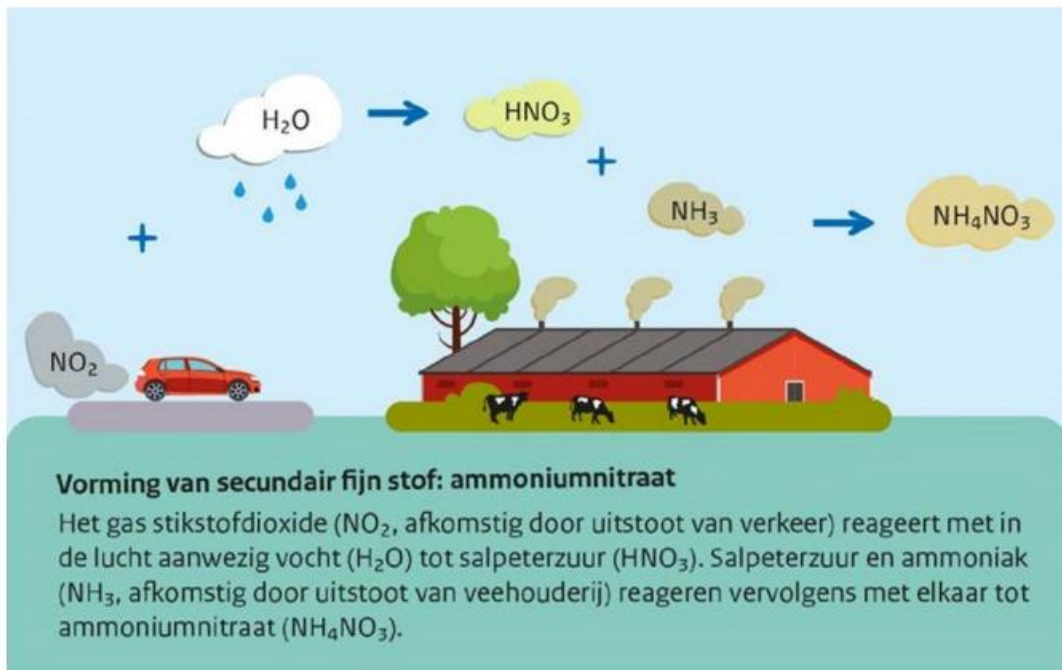 H₂O
HNO₃
NH₃
NH₄NO₃
NO₂
Vorming van secundair fijn stof: ammoniumnitraat
Het gas stikstofdioxide (NO₂, afkomstig door uitstoot van verkeer) reageert met in
de lucht aanwezig vocht (H₂O) tot salpeterzuur (HNO₃). Salpeterzuur en ammoniak
(NH₃, afkomstig door uitstoot van veehouderij) reageren vervolgens met elkaar tot
ammoniumnitraat (NH₄NO₃).